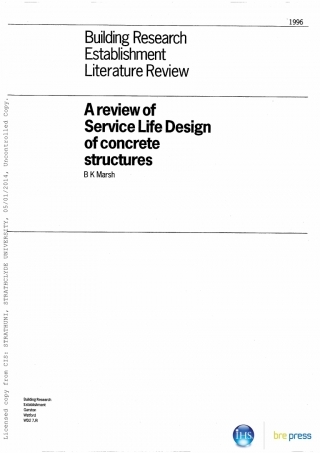 1996
Building Research
Establishment
Literature Review
A review of
Service Life Design
of concrete
structures
B K Marsh
Licensed copy from CIS: STRATHUNI, STRATHCLYDE UNIVERSITY, 05/01/2014, Uncontrolled Copy.
Building Research
Establishment
Garston
Watford
WD2 7JR
IHS
bre press